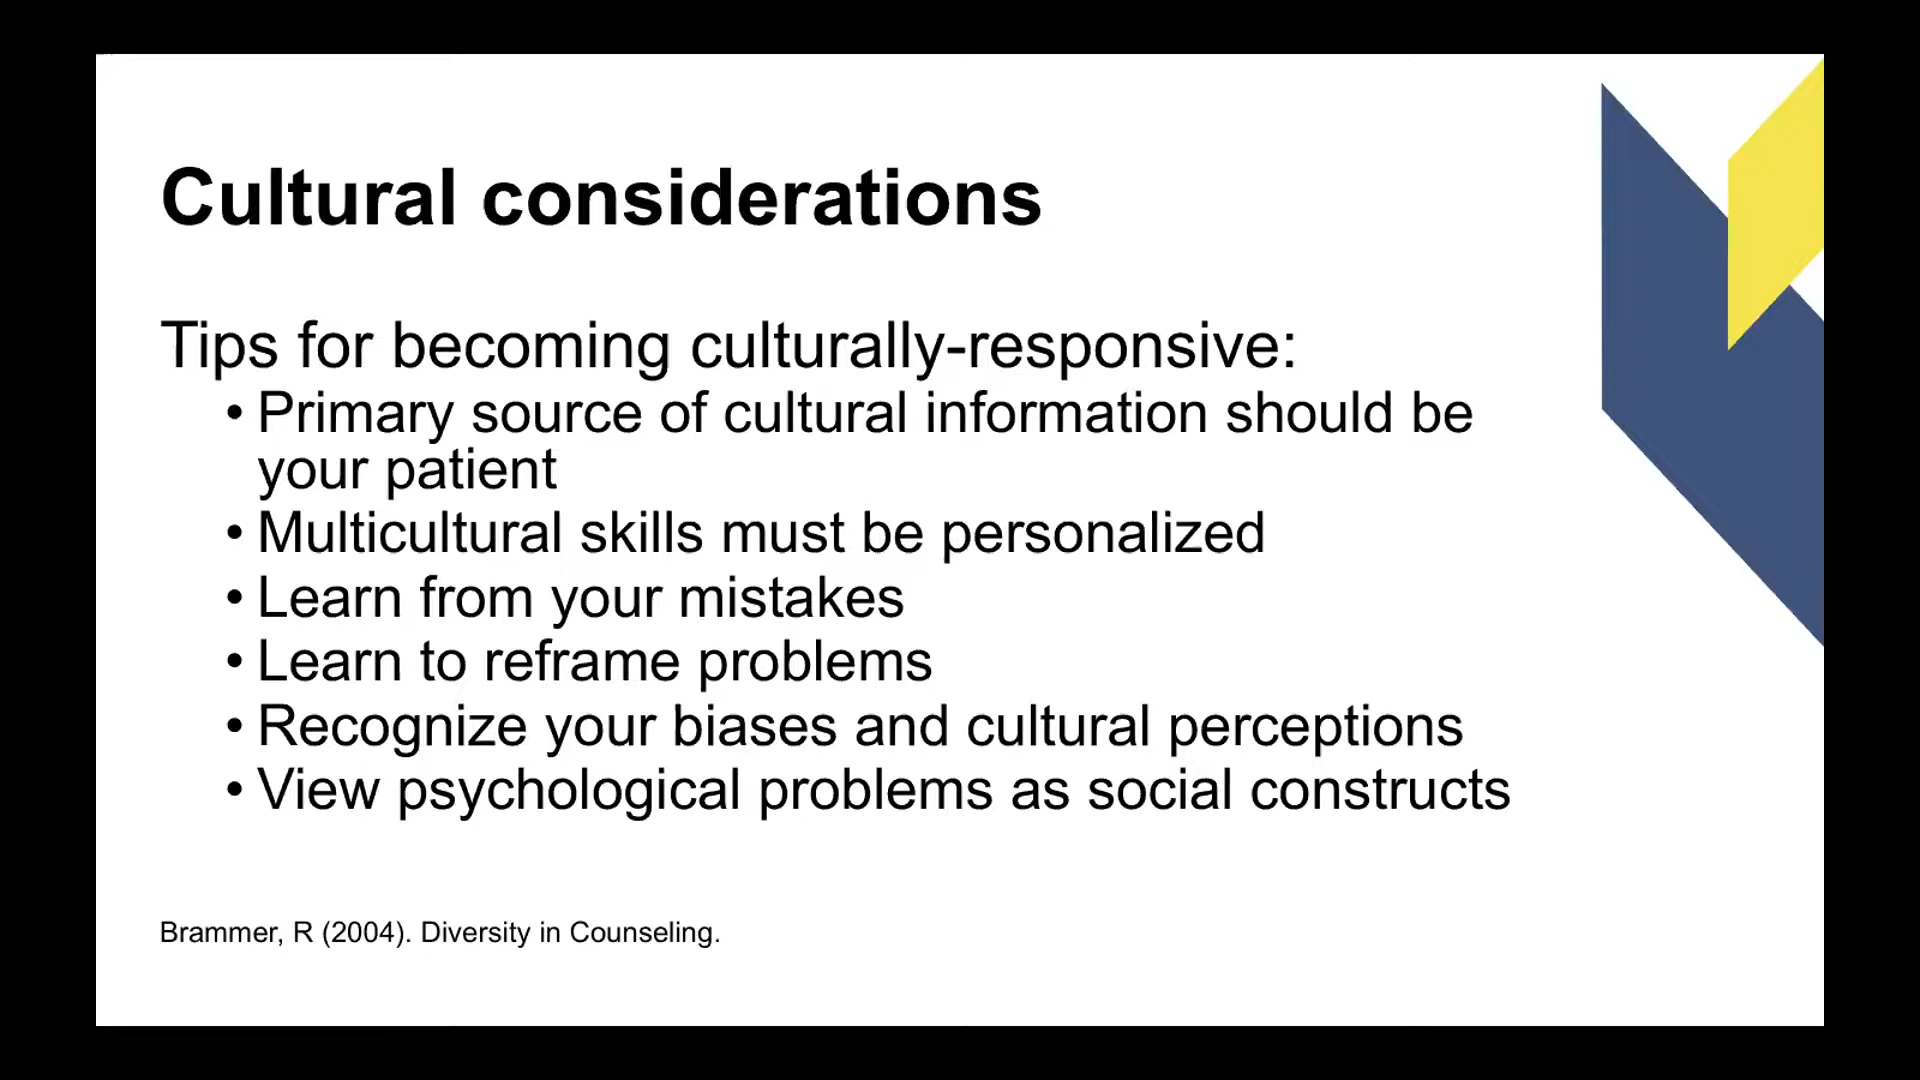 Cultural considerations
Tips for becoming culturally-responsive:
• Primary source of cultural information should be
your patient
• Multicultural skills must be personalized
• Learn from your mistakes
• Learn to reframe problems
• Recognize your biases and cultural perceptions
• View psychological problems as social constructs
Brammer, R (2004). Diversity in Counseling.